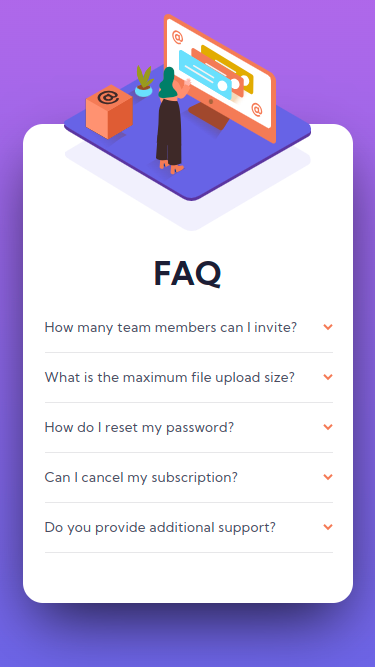 @
@
@
FAQ
How many team members can I invite?
What is the maximum file upload size?
How do I reset my password?
Can I cancel my subscription?
Do you provide additional support?